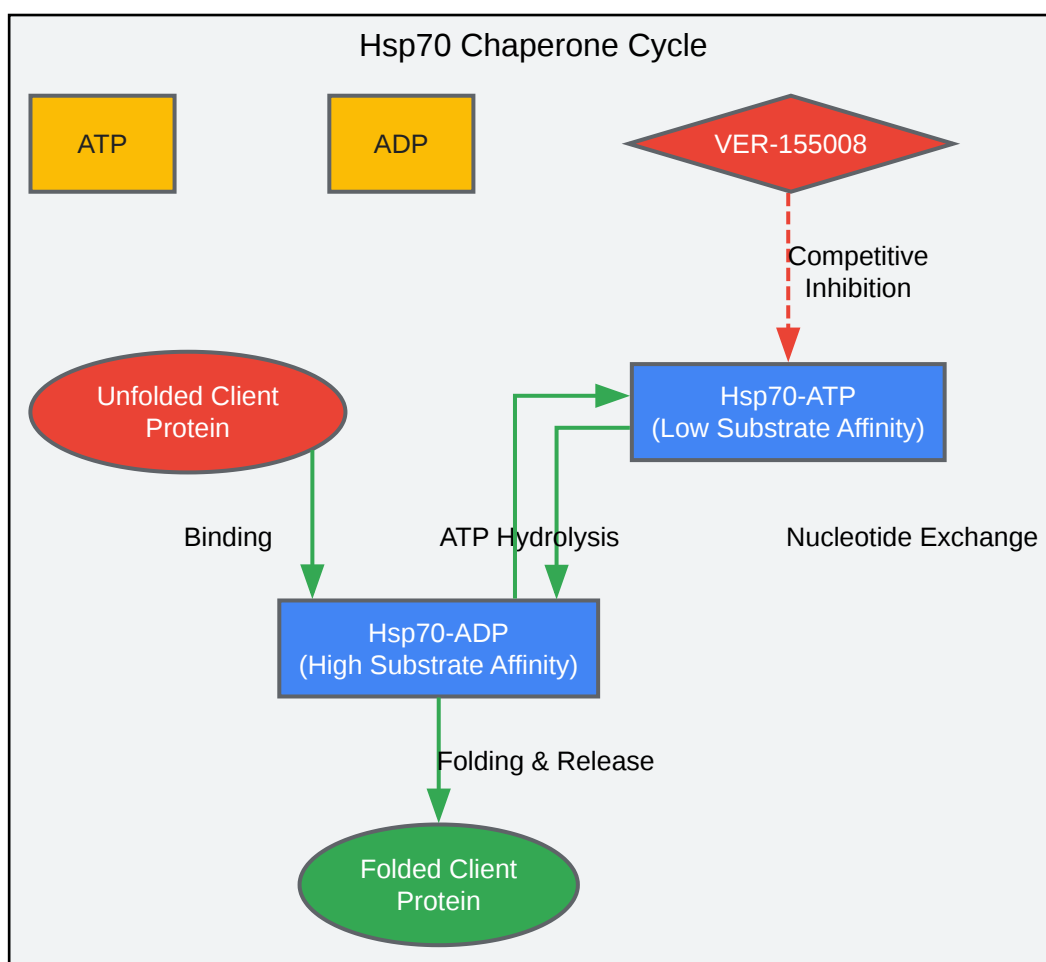 Hsp70 Chaperone Cycle
ATP
ADP
VER-155008
Competitive
Inhibition
Unfolded Client
Protein
Hsp70-ATP
(Low Substrate Affinity)
Binding
ATP Hydrolysis
Nucleotide Exchange
Hsp70-ADP
(High Substrate Affinity)
Folding & Release
Folded Client
Protein